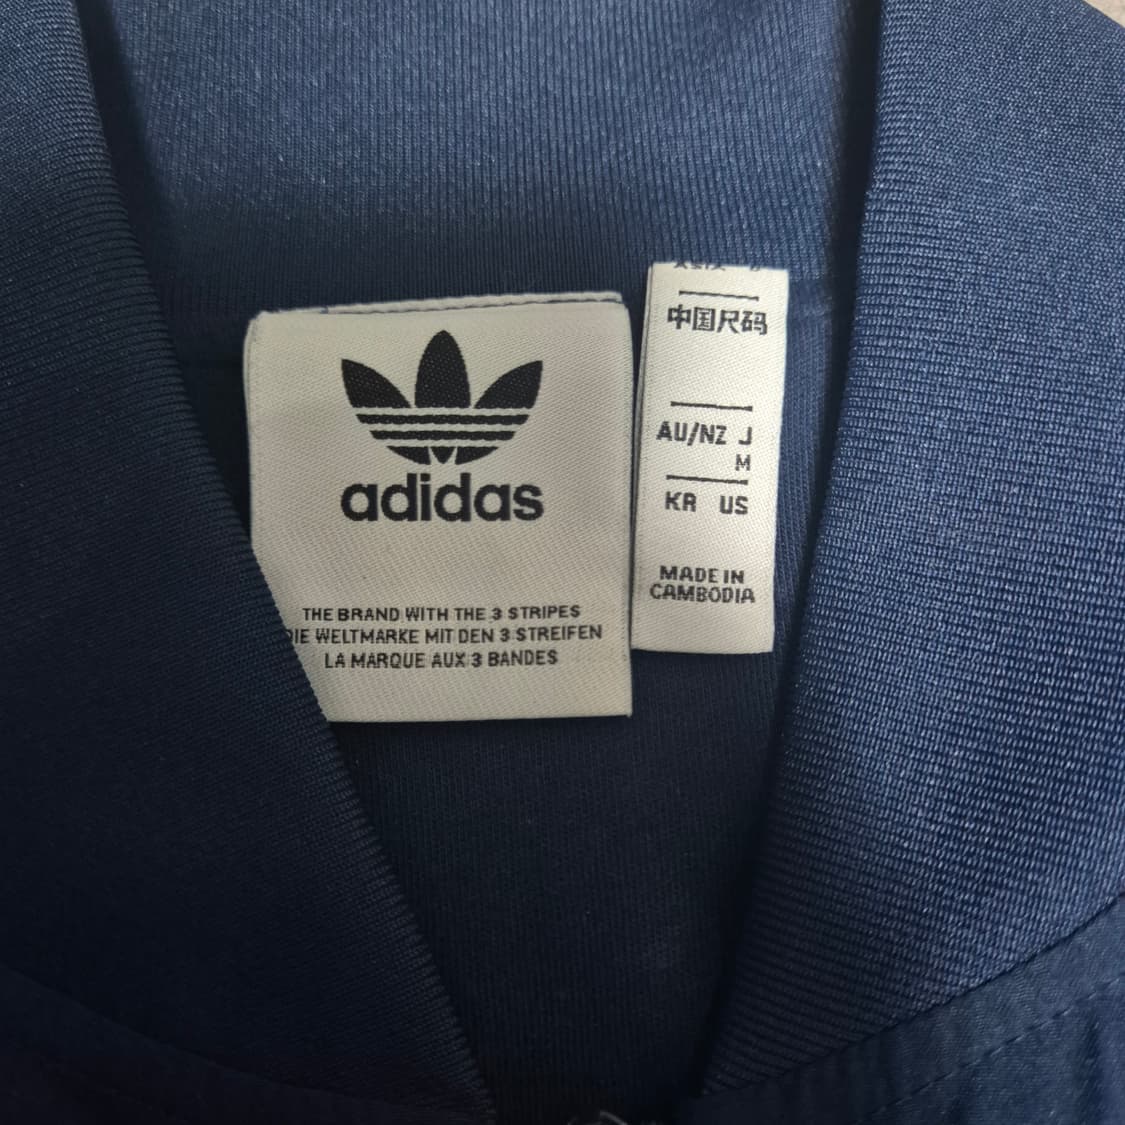 adidas
THE BRAND WITH THE 3 STRIPES
DIE WELTMARKE MIT DEN 3 STREIFEN
LA MARQUE AUX 3 BANDES
中国尺码
AU/NZ J
M
KR US
MADE IN
CAMBODIA